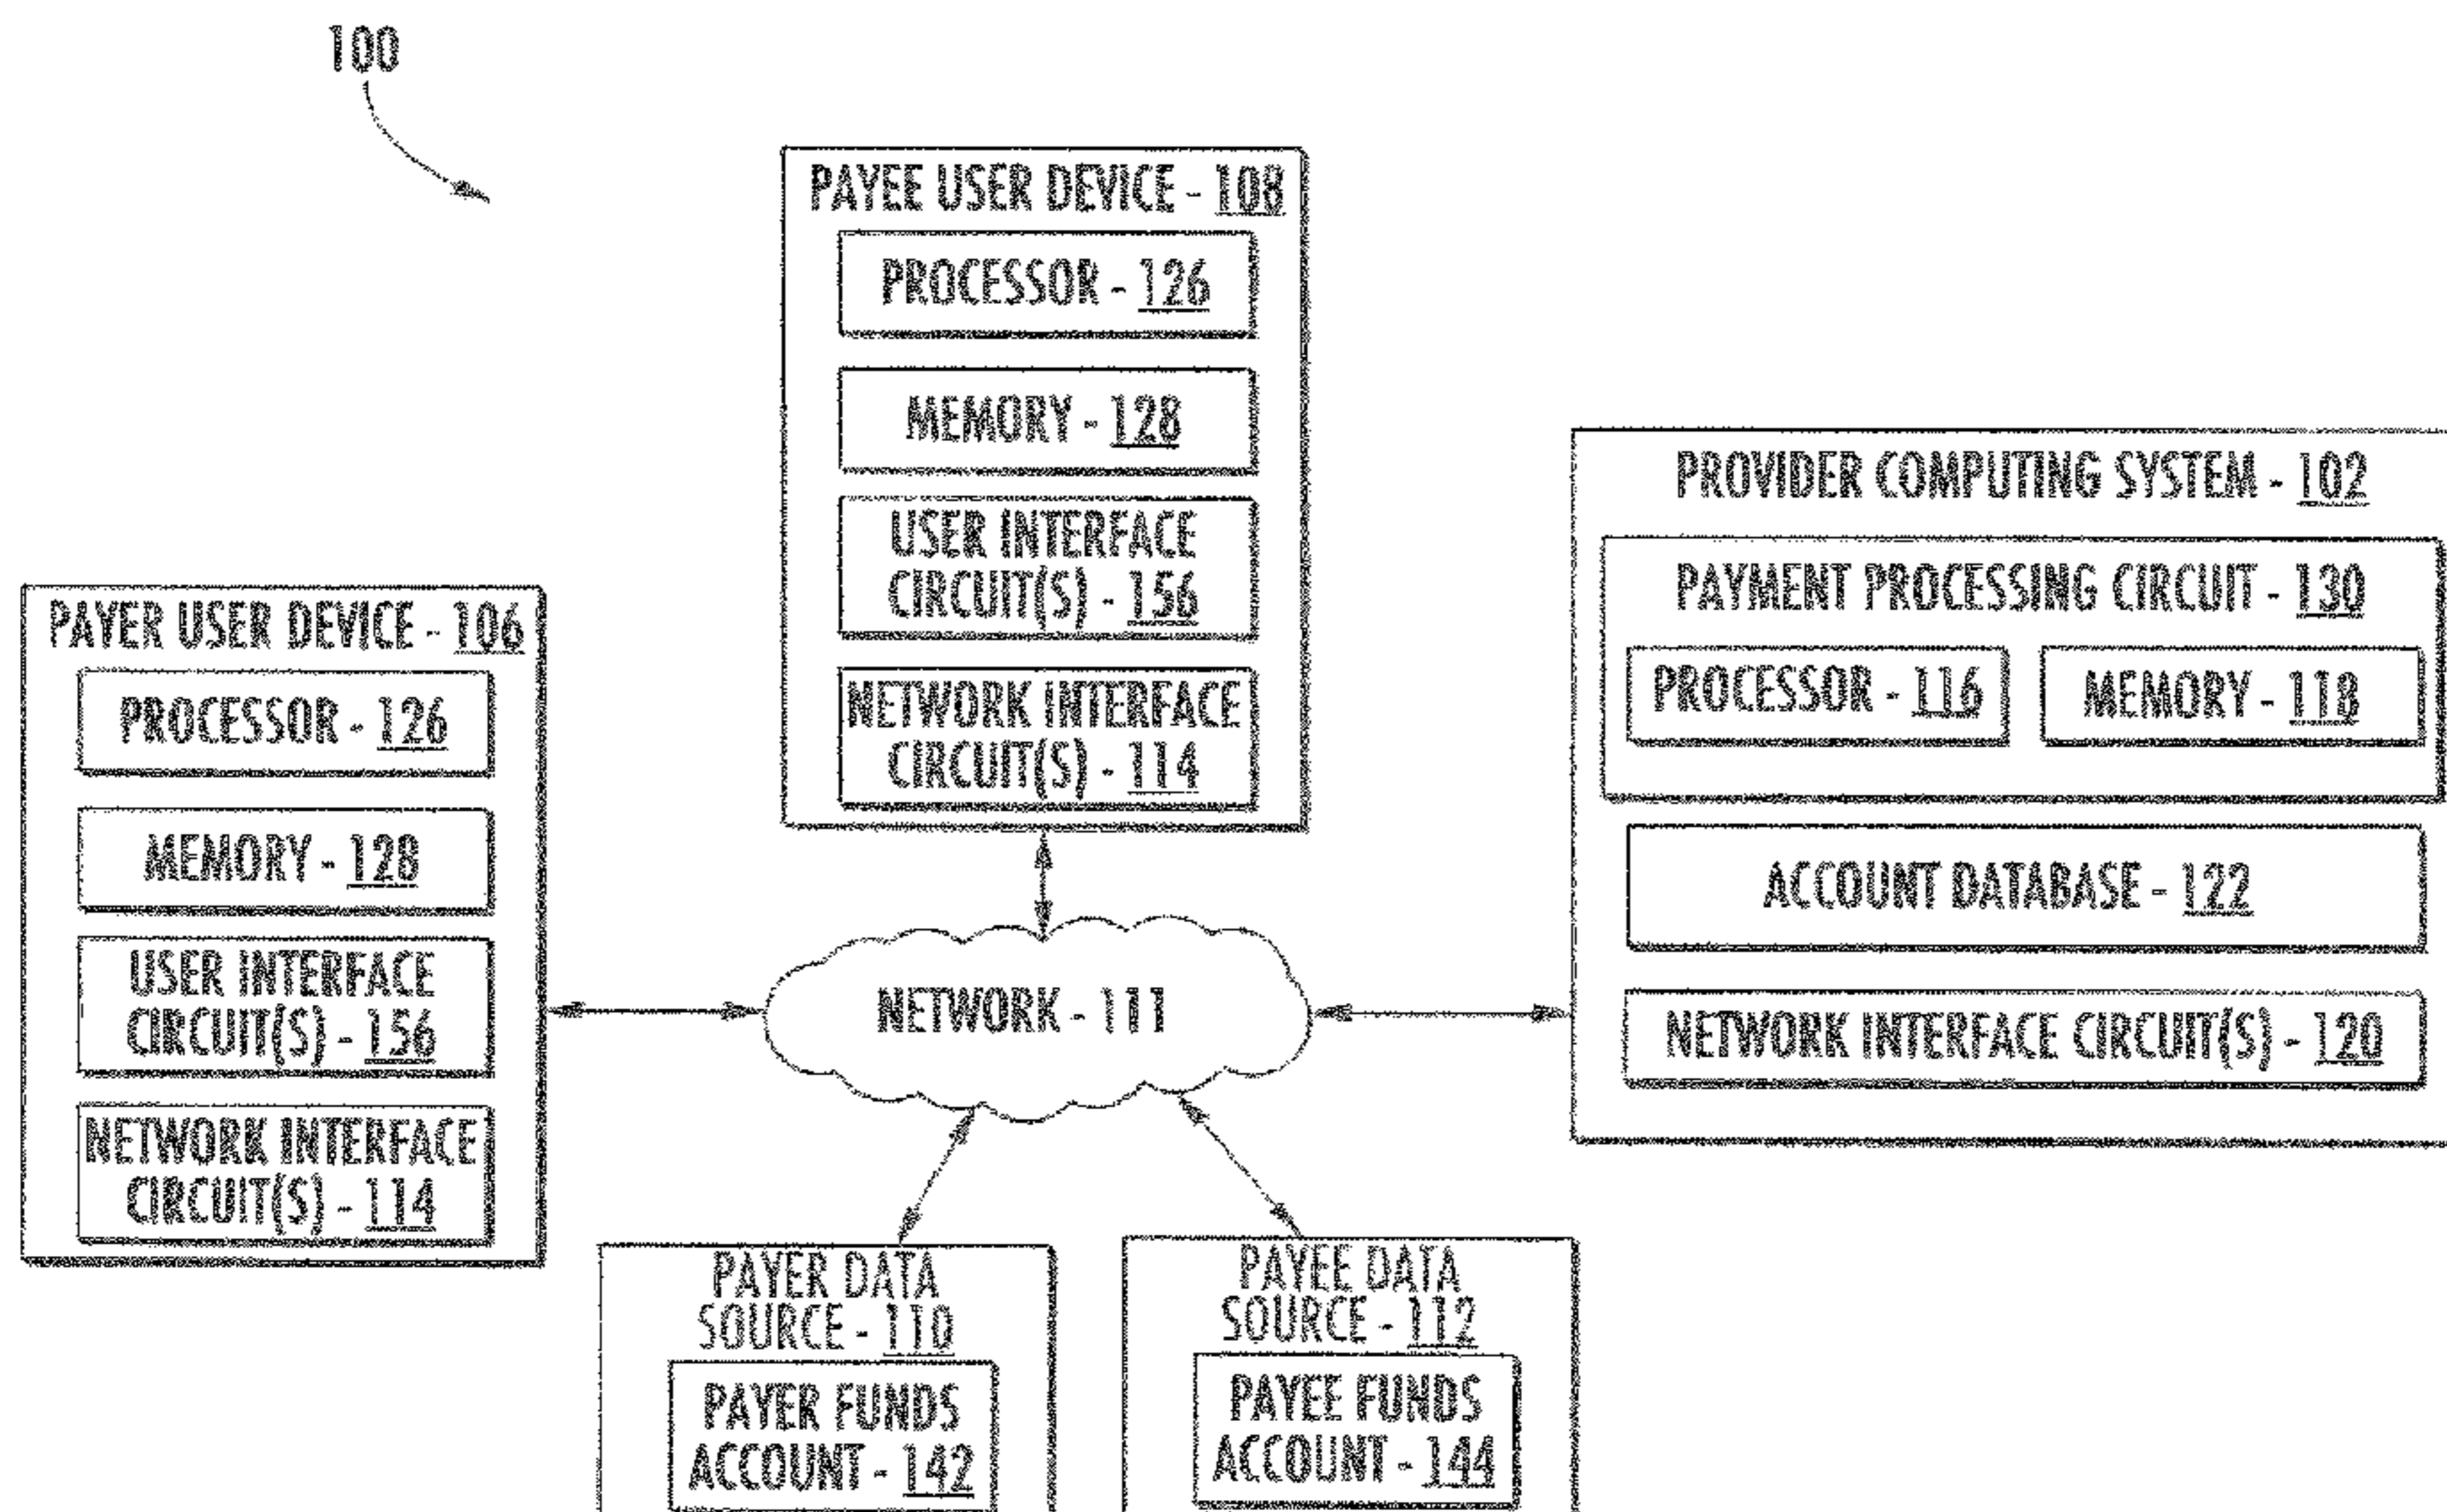 100
PAYEE USER DEVICE - 108
PROCESSOR - 126
MEMORY - 128
USER INTERFACE
CIRCUIT(S) - 156
NETWORK INTERFACE
CIRCUIT(S) - 114
PROVIDER COMPUTING SYSTEM - 102
PAYMENT PROCESSING CIRCUIT - 130
PROCESSOR - 116
MEMORY - 118
ACCOUNT DATABASE - 122
NETWORK INTERFACE CIRCUIT(S) - 120
PAYER USER DEVICE - 106
PROCESSOR - 126
MEMORY - 128
USER INTERFACE
CIRCUIT(S) - 156
NETWORK INTERFACE
CIRCUIT(S) - 114
NETWORK - 111
PAYER DATA
SOURCE - 110
PAYER FUNDS
ACCOUNT - 142
PAYEE DATA
SOURCE - 112
PAYEE FUNDS
ACCOUNT - 144